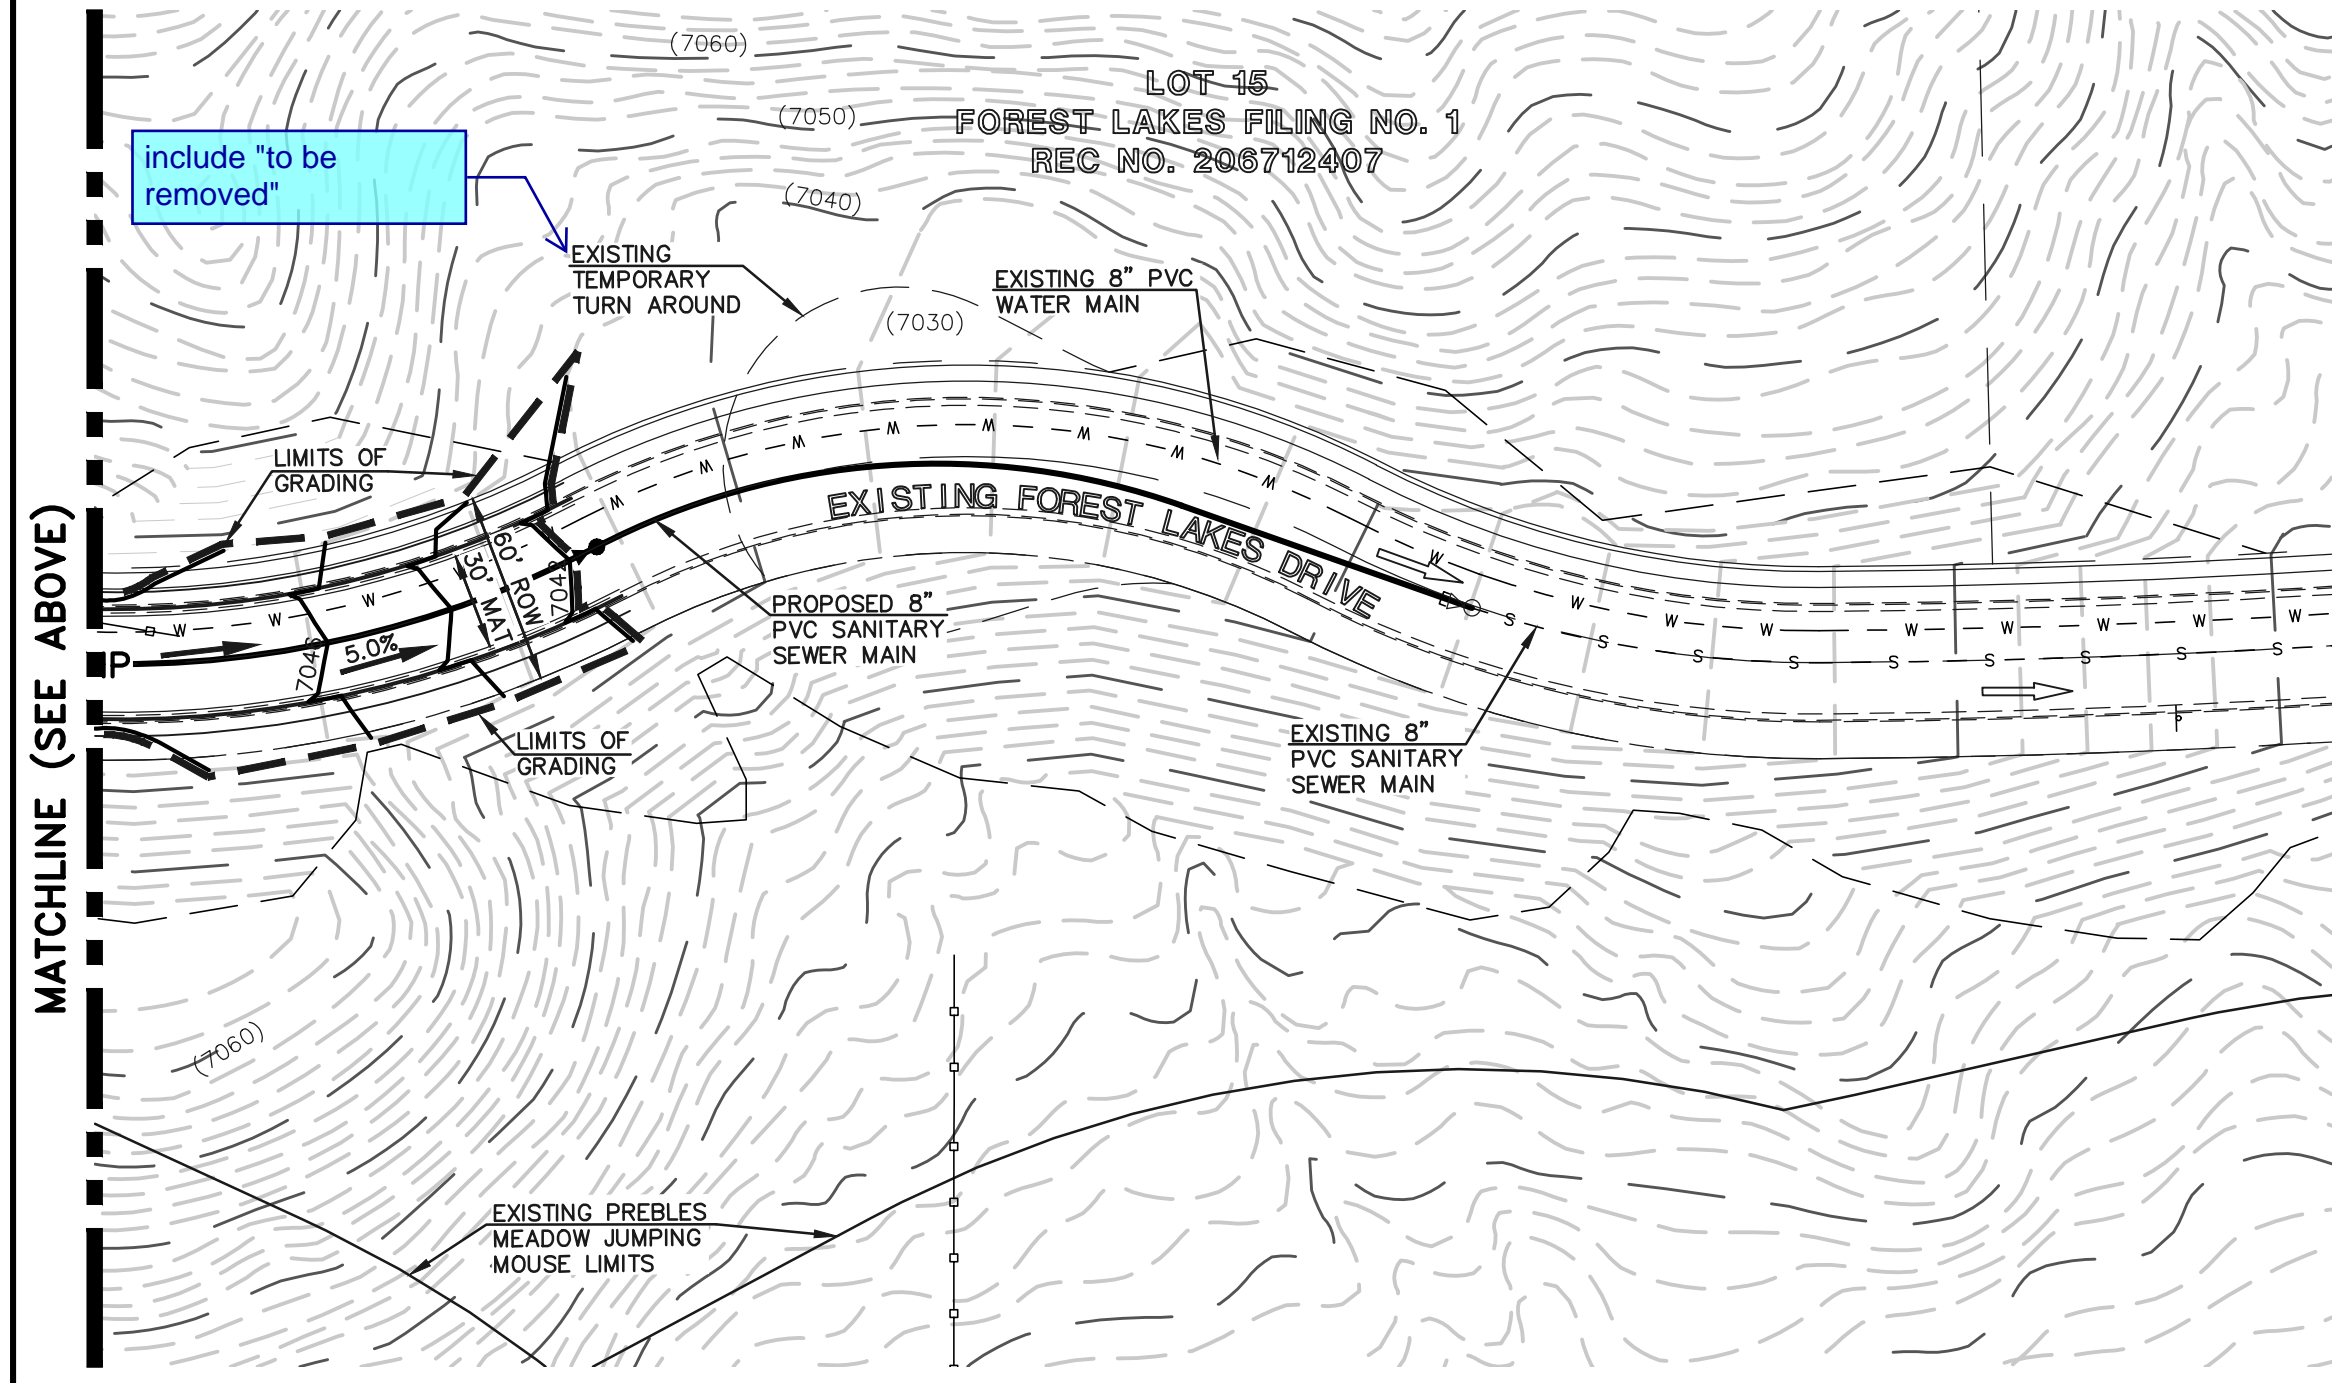 (7060)
LOT 15
FOREST LAKES FILING NO. 1
REC NO. 206712407
(7050)
include "to be
removed"
(7040)
EXISTING
TEMPORARY
TURN AROUND
EXISTING 8" PVC
WATER MAIN
(7030)
LIMITS OF
GRADING
EXISTING FOREST LAKES DRIVE
60' ROW
30' MAT
7042
7046
5.0%
PROPOSED 8"
PVC SANITARY
SEWER MAIN
LIMITS OF
GRADING
EXISTING 8"
PVC SANITARY
SEWER MAIN
MATCHLINE (SEE ABOVE)
(7060)
EXISTING PREBLES
MEADOW JUMPING
MOUSE LIMITS
W W W W W W W W W W W W W W W W W W W W
S S S S S S S S S